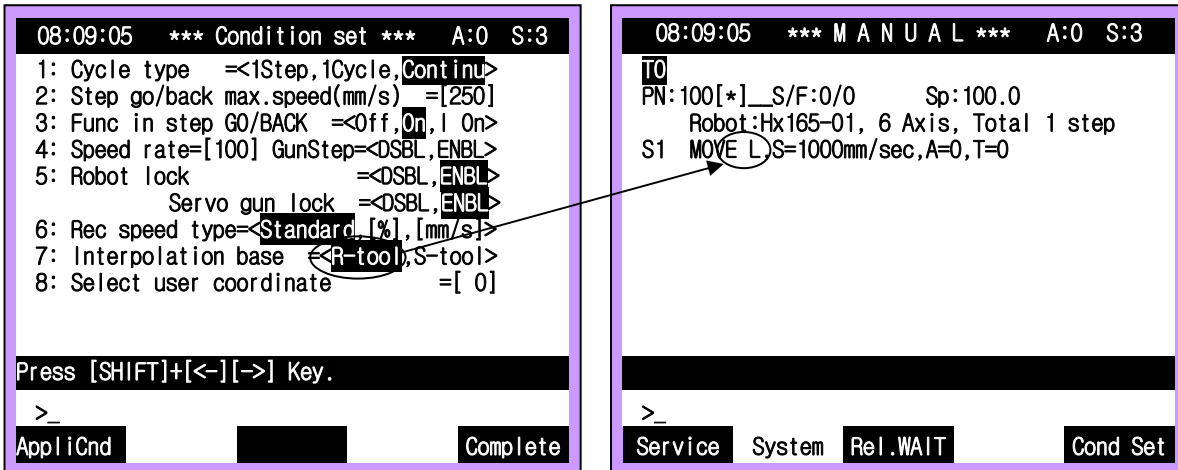 08:09:05 *** Condition set *** A:0 S:3
1: Cycle type =<1Step,1Cycle,Continu>
2: Step go/back max.speed(mm/s) =[250]
3: Func in step GO/BACK =<Off,On,I On>
4: Speed rate=[100] GunStep=<DSBL,ENBL>
5: Robot lock =<DSBL,ENBL>
Servo gun lock =<DSBL,ENBL>
6: Rec speed type=<Standard,[%],[mm/s]>
7: Interpolation base =<R-tool,S-tool>
8: Select user coordinate =[ 0]
Press [SHIFT]+[<-][->] Key.
>_
AppliCnd Complete
08:09:05 *** M A N U A L *** A:0 S:3
T0
PN:100[*]__S/F:0/0 Sp:100.0
Robot:Hx165-01, 6 Axis, Total 1 step
S1 MOVE L,S=1000mm/sec,A=0,T=0
>_
Service System Rel.WAIT Cond Set